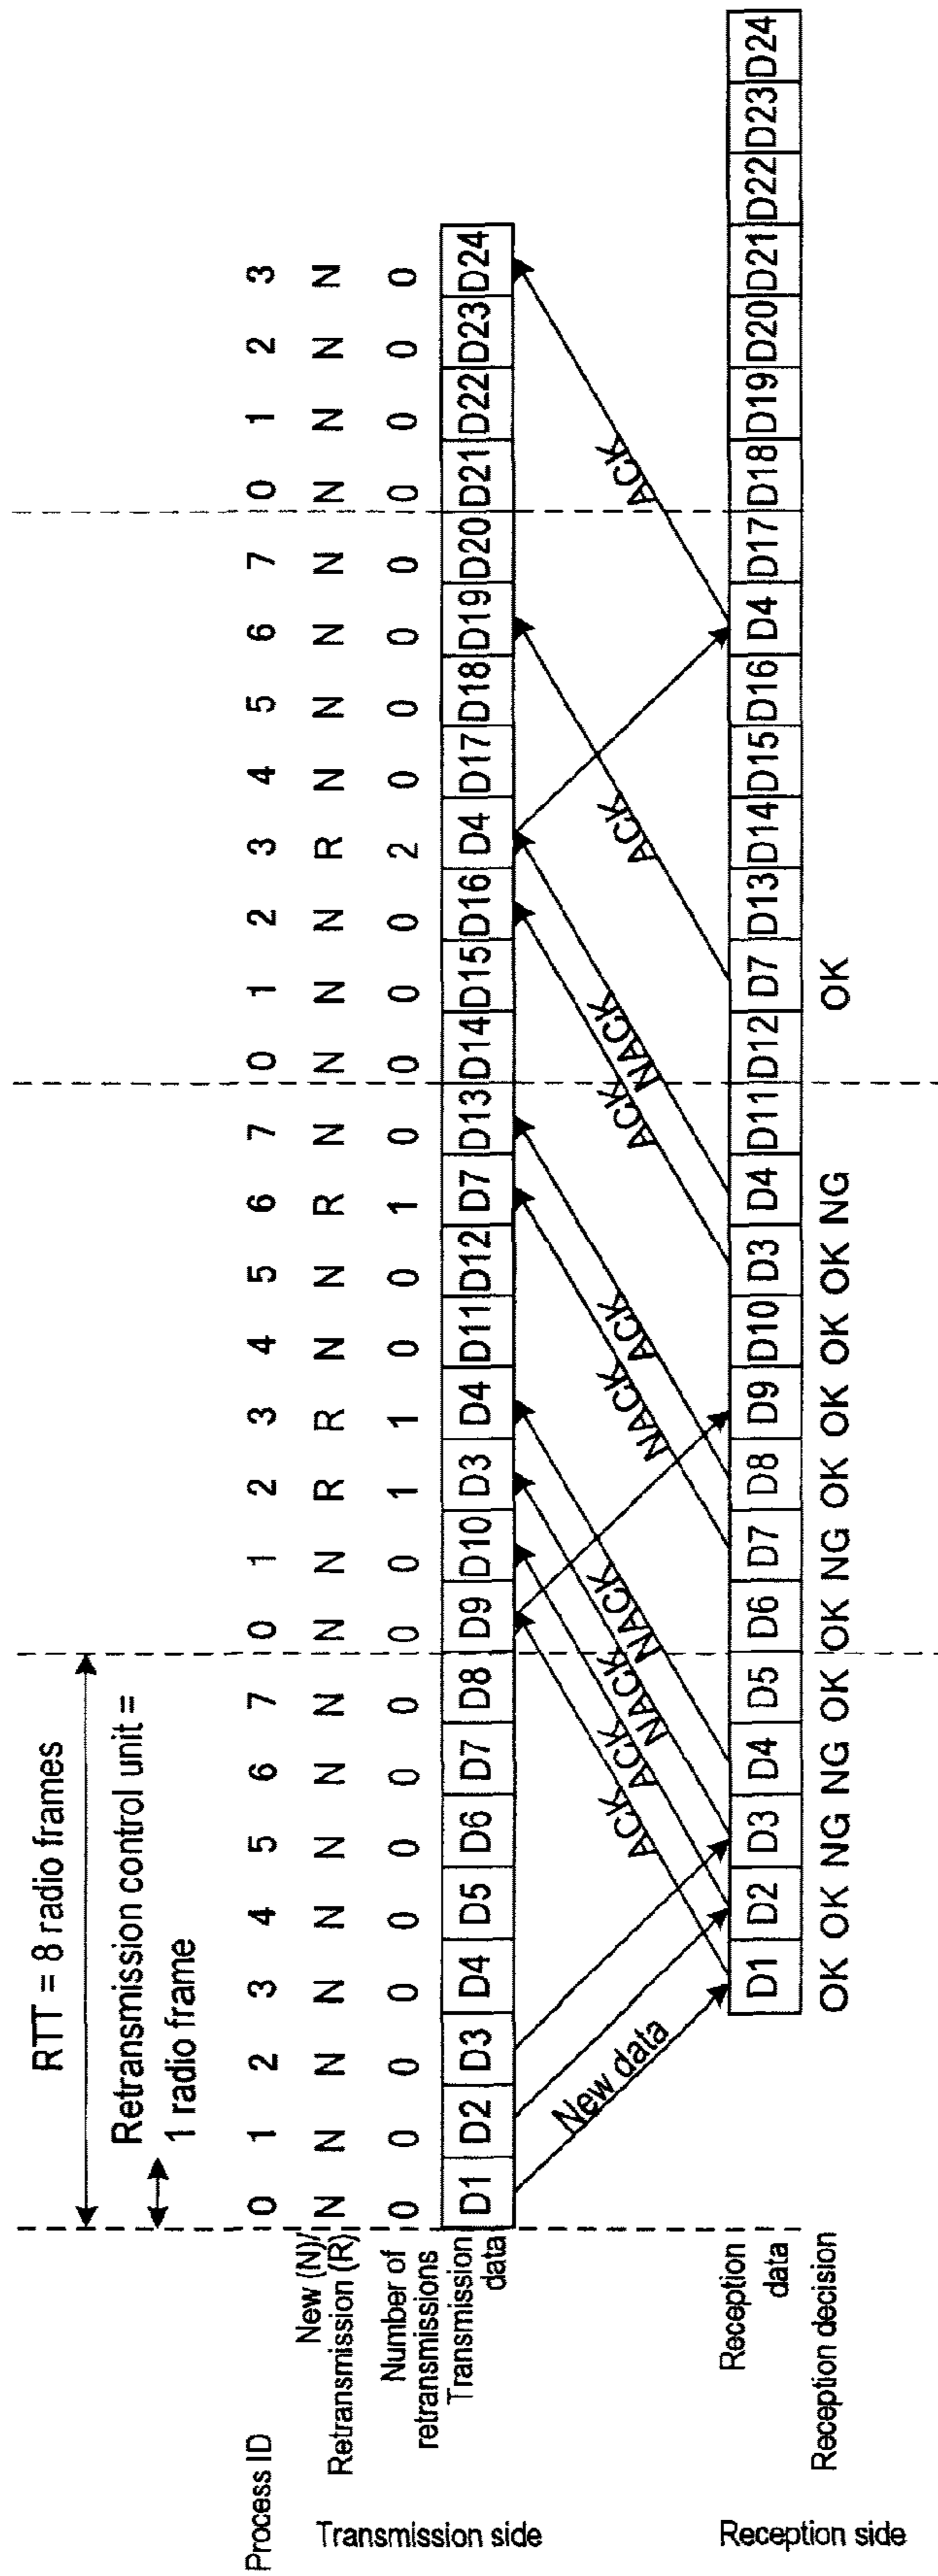 RTT = 8 radio frames
Retransmission control unit =
1 radio frame
Process ID 0 1 2 3 4 5 6 7 0 1 2 3 4 5 6 7 0 1 2 3 4 5 6 7 0 1 2 3
New (N)/
Retransmission (R) N N N N N N N N N N R R N N R N N N N R N N N N N N N N
Number of
retransmissions 0 0 0 0 0 0 0 0 0 0 1 1 0 0 1 0 0 0 0 2 0 0 0 0 0 0 0 0
Transmission side
Transmission
data D1 D2 D3 D4 D5 D6 D7 D8 D9 D10 D3 D4 D11 D12 D7 D13 D14 D15 D16 D4 D17 D18 D19 D20 D21 D22 D23 D24
New data ACK ACK NACK NACK NACK ACK ACK NACK ACK ACK
Reception side
Reception
data D1 D2 D3 D4 D5 D6 D7 D8 D9 D10 D3 D4 D11 D12 D7 D13 D14 D15 D16 D4 D17 D18 D19 D20 D21 D22 D23 D24
Reception decision OK OK NG NG OK OK NG OK OK OK OK NG OK